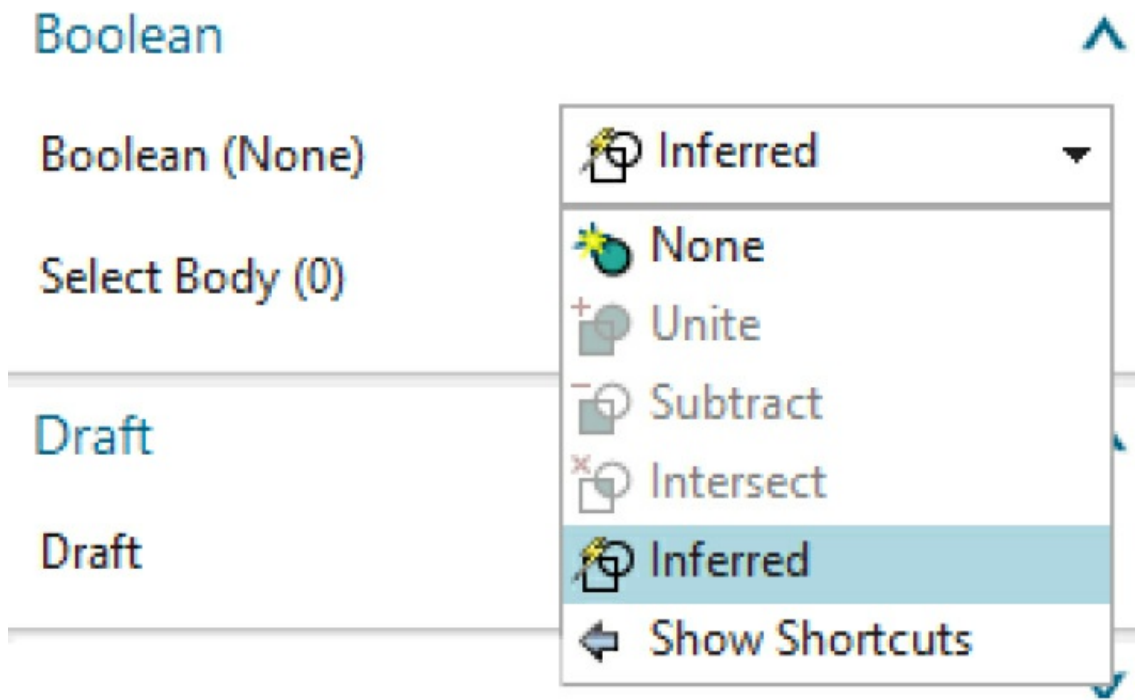 Boolean
Boolean (None)
Inferred
None
Select Body (0)
Unite
Subtract
Draft
Intersect
Draft
Inferred
Show Shortcuts